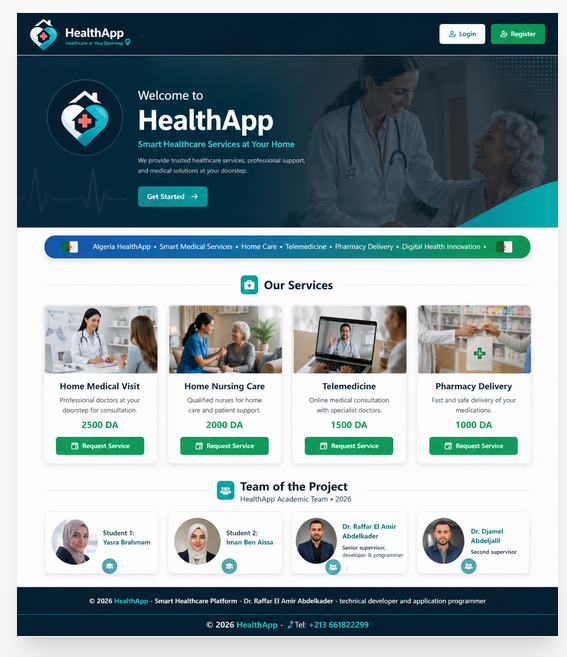 HealthApp
Healthcare at Your Doorstep
Login
Register
Welcome to
HealthApp
Smart Healthcare Services at Your Home
We provide trusted healthcare services, professional support,
and medical solutions at your doorstep.
Get Started →
Algeria HealthApp • Smart Medical Services • Home Care • Telemedicine • Pharmacy Delivery • Digital Health Innovation •
Our Services
Home Medical Visit
Professional doctors at your
doorstep for consultation.
2500 DA
Request Service
Home Nursing Care
Qualified nurses for home
care and patient support.
2000 DA
Request Service
Telemedicine
Online medical consultation
with specialist doctors.
1500 DA
Request Service
Pharmacy Delivery
Fast and safe delivery of your
medications.
1000 DA
Request Service
Team of the Project
HealthApp Academic Team • 2026
Student 1:
Yasra Brahmam
Student 2:
Iman Ben Aissa
Dr. Raffar El Amir
Abdelkader
Senior supervisor,
developer & programmer
Dr. Djamel
Abdeljalil
Second supervisor
© 2026 HealthApp - Smart Healthcare Platform - Dr. Raffar El Amir Abdelkader - technical developer and application programmer
© 2026 HealthApp - Tel: +213 661822299